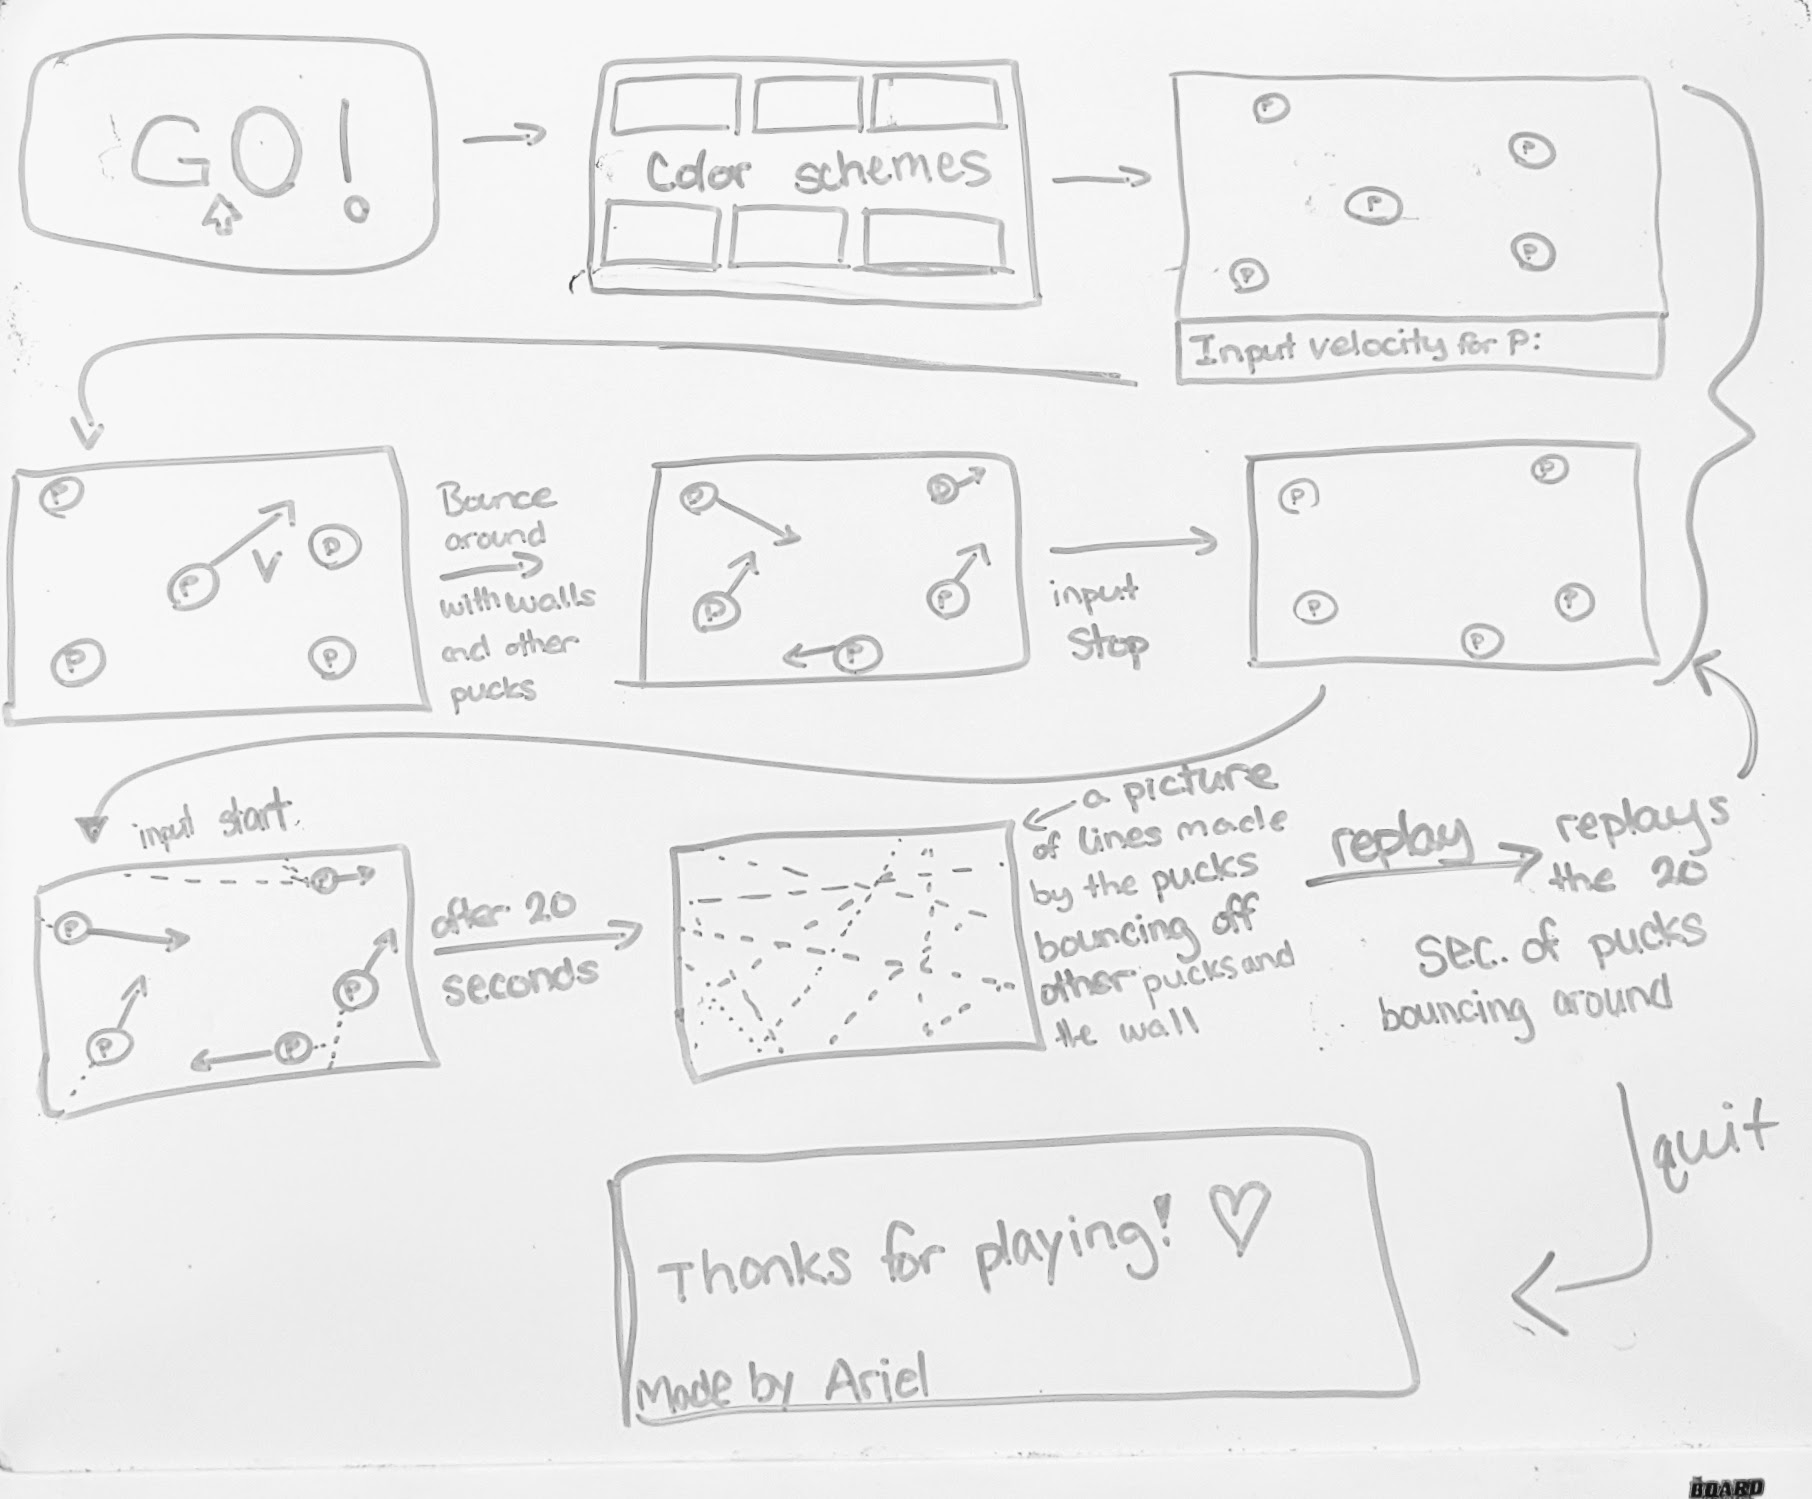 GO!
Color schemes
P
P
P
P
P
Input velocity for P:
P
P
V
P
P
P
Bounce
around
with walls
and other
pucks
P
P
P
P
P
input
Stop
P
P
P
P
P
input start
P
P
P
P
P
after 20
seconds
a picture
of lines made
by the pucks
bouncing off
other pucks and
the wall
replay
replays
the 20
sec. of pucks
bouncing around
quit
Thanks for playing! ♡
Made by Ariel
THE BOARD